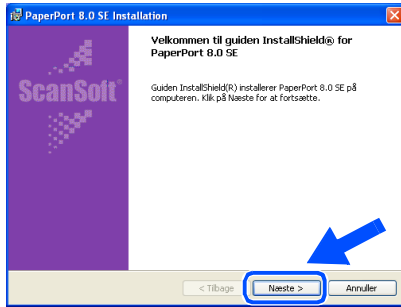 PaperPort 8.0 SE Installation
Velkommen til guiden InstallShield® for
PaperPort 8.0 SE
ScanSoft®
Guiden InstallShield(R) installerer PaperPort 8.0 SE på
computeren. Klik på Næste for at fortsætte.
< Tilbage Næste > Annuller